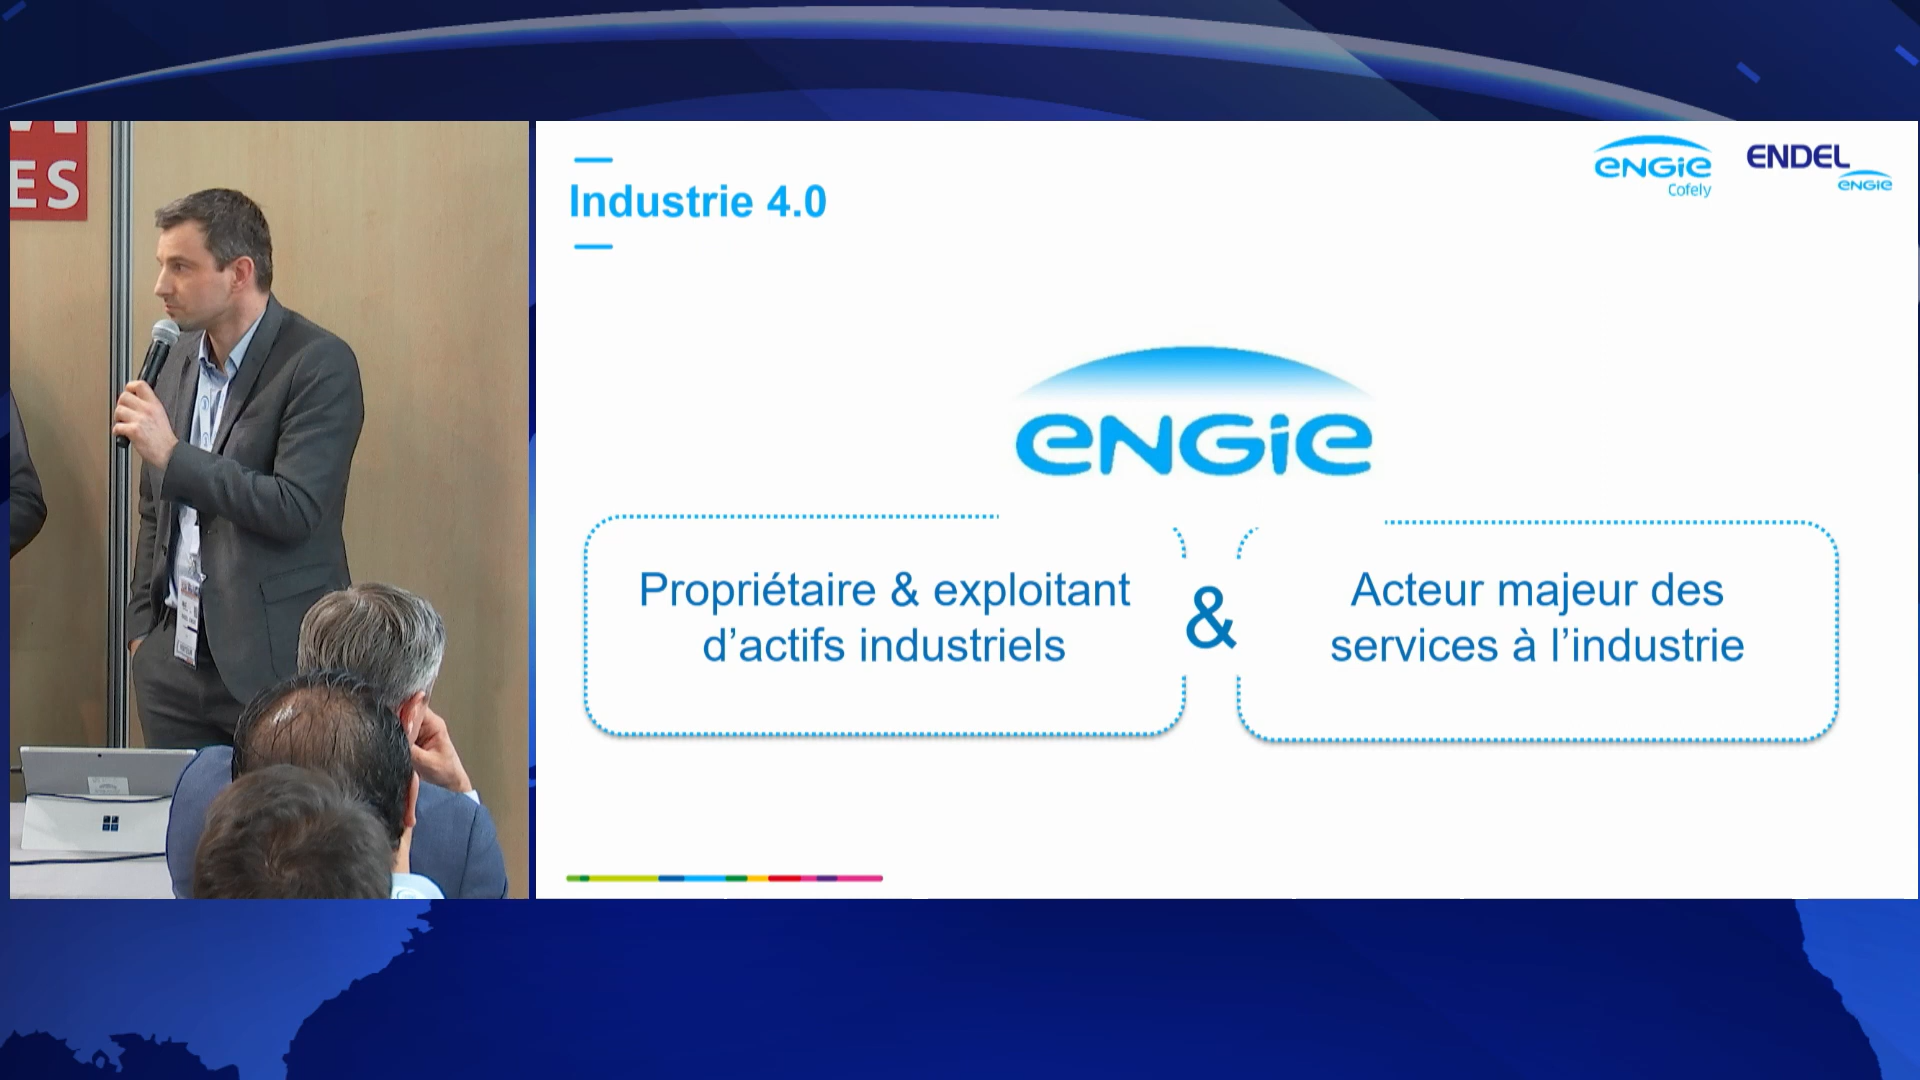 ES
Industrie 4.0
ENGIE
Cofely
ENDEL
ENGIE
ENGIE
Propriétaire & exploitant
d’actifs industriels
&
Acteur majeur des
services à l’industrie